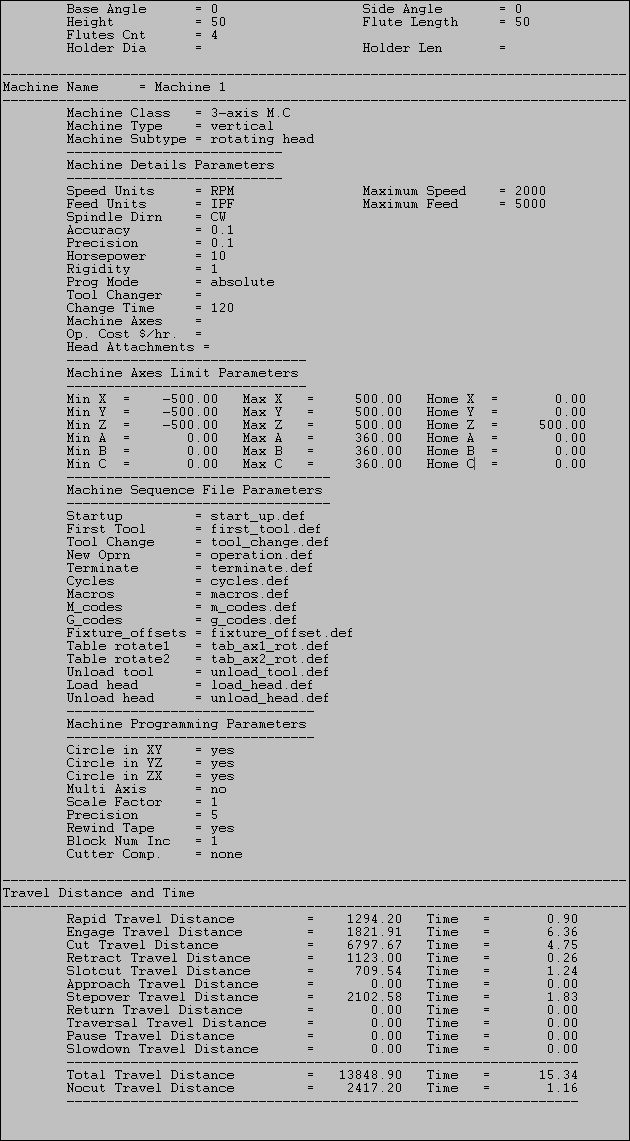 Base Angle = 0 Side Angle = 0
Height = 50 Flute Length = 50
Flutes Cnt = 4
Holder Dia = Holder Len =
Machine Name = Machine 1
Machine Class = 3-axis M.C
Machine Type = vertical
Machine Subtype = rotating head
Machine Details Parameters
Speed Units = RPM Maximum Speed = 2000
Feed Units = IPF Maximum Feed = 5000
Spindle Dirn = CW
Accuracy = 0.1
Precision = 0.1
Horsepower = 10
Rigidity = 1
Prog Mode = absolute
Tool Changer =
Change Time = 120
Machine Axes =
Op. Cost $/hr. =
Head Attachments =
Machine Axes Limit Parameters
Min X = -500.00 Max X = 500.00 Home X = 0.00
Min Y = -500.00 Max Y = 500.00 Home Y = 0.00
Min Z = -500.00 Max Z = 500.00 Home Z = 500.00
Min A = 0.00 Max A = 360.00 Home A = 0.00
Min B = 0.00 Max B = 360.00 Home B = 0.00
Min C = 0.00 Max C = 360.00 Home C = 0.00
Machine Sequence File Parameters
Startup = start_up.def
First Tool = first_tool.def
Tool Change = tool_change.def
New Oprn = operation.def
Terminate = terminate.def
Cycles = cycles.def
Macros = macros.def
M_codes = m_codes.def
G_codes = g_codes.def
Fixture_offsets = fixture_offset.def
Table rotate1 = tab_ax1_rot.def
Table rotate2 = tab_ax2_rot.def
Unload tool = unload_tool.def
Load head = load_head.def
Unload head = unload_head.def
Machine Programming Parameters
Circle in XY = yes
Circle in YZ = yes
Circle in ZX = yes
Multi Axis = no
Scale Factor = 1
Precision = 5
Rewind Tape = yes
Block Num Inc = 1
Cutter Comp. = none
Travel Distance and Time
Rapid Travel Distance = 1294.20 Time = 0.90
Engage Travel Distance = 1821.91 Time = 6.36
Cut Travel Distance = 6797.67 Time = 4.75
Retract Travel Distance = 1123.00 Time = 0.26
Slotcut Travel Distance = 709.54 Time = 1.24
Approach Travel Distance = 0.00 Time = 0.00
Stepover Travel Distance = 2102.58 Time = 1.83
Return Travel Distance = 0.00 Time = 0.00
Traversal Travel Distance = 0.00 Time = 0.00
Pause Travel Distance = 0.00 Time = 0.00
Slowdown Travel Distance = 0.00 Time = 0.00
Total Travel Distance = 13848.90 Time = 15.34
Nocut Travel Distance = 2417.20 Time = 1.16